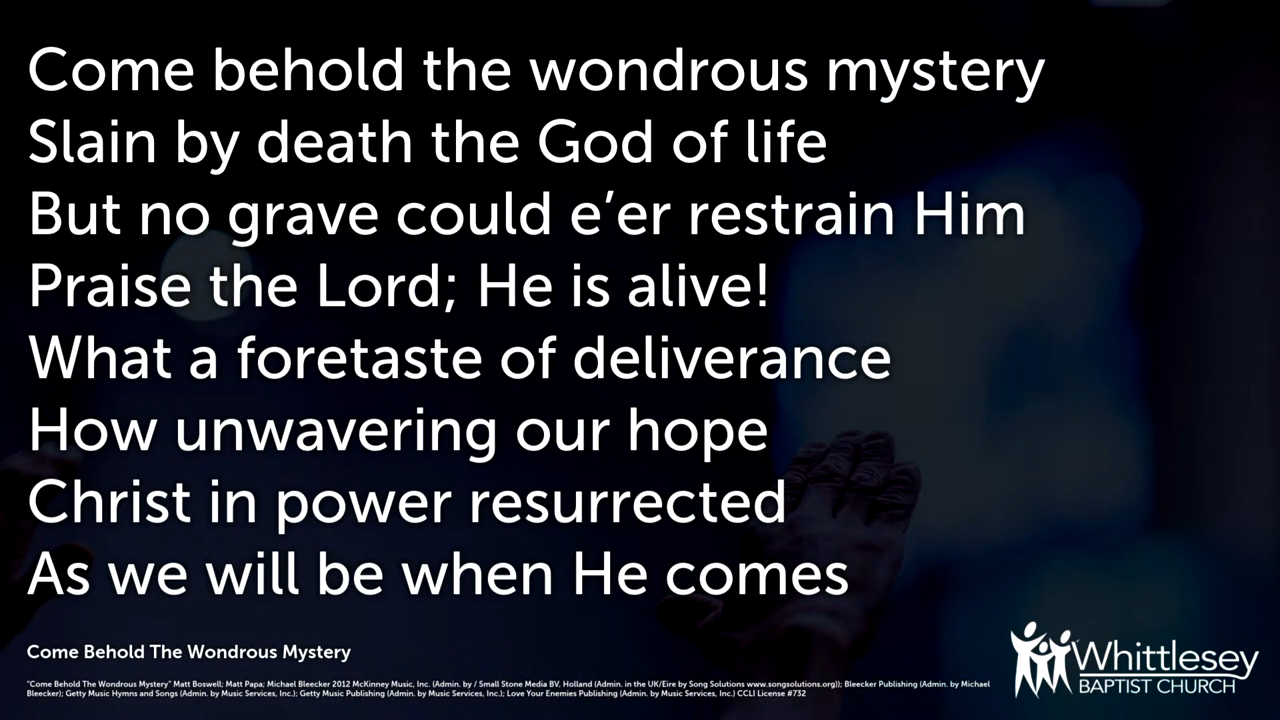 Come behold the wondrous mystery
Slain by death the God of life
But no grave could e’er restrain Him
Praise the Lord; He is alive!
What a foretaste of deliverance
How unwavering our hope
Christ in power resurrected
As we will be when He comes
Come Behold The Wondrous Mystery
"Come Behold The Wondrous Mystery" Matt Boswell; Matt Papa; Michael Bleecker 2012 McKinney Music, Inc. (Admin. by / Small Stone Media BV, Holland (Admin. in the UK/Eire by Song Solutions www.songsolutions.org)); Bleecker Publishing (Admin. by Michael
Bleecker); Getty Music Hymns and Songs (Admin. by Music Services, Inc.); Getty Music Publishing (Admin. by Music Services, Inc.); Love Your Enemies Publishing (Admin. by Music Services, Inc.) CCLI License #732
Whittlesey
BAPTIST CHURCH